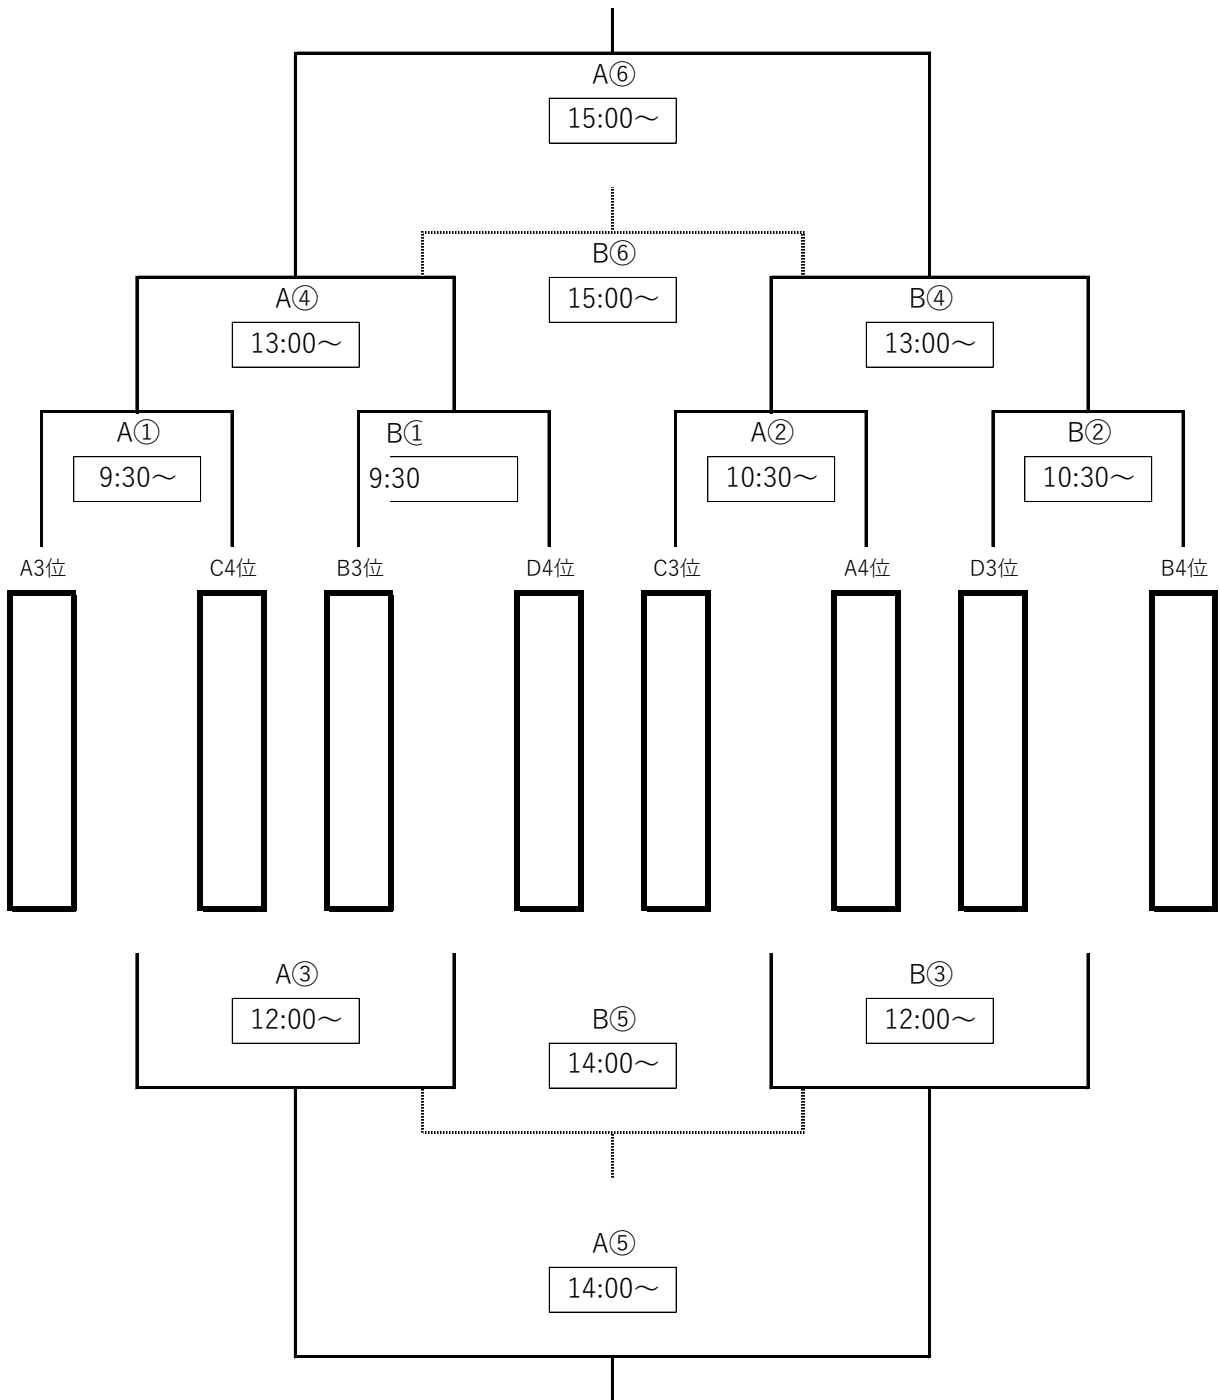 A⑥
15:00～
B⑥
15:00～
A④
13:00～
B④
13:00～
A①
9:30～
B①
9:30
A②
10:30～
B②
10:30～
A3位
C4位
B3位
D4位
C3位
A4位
D3位
B4位
A③
12:00～
B③
12:00～
B⑤
14:00～
A⑤
14:00～